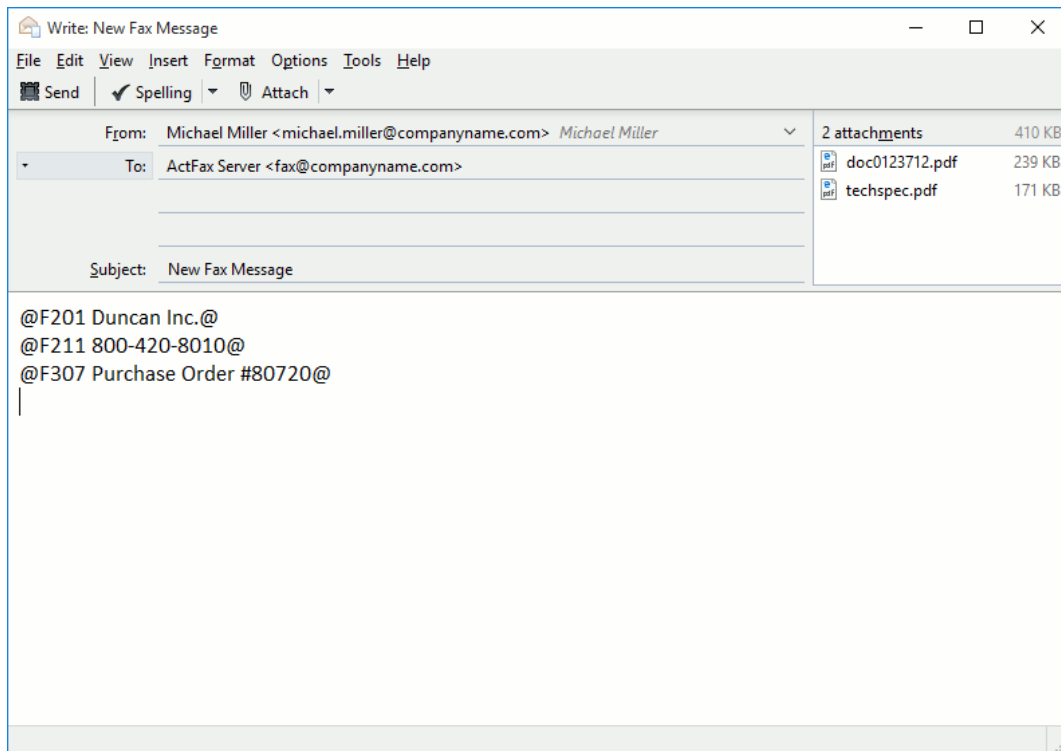 Write: New Fax Message
File Edit View Insert Format Options Tools Help
Send Spelling Attach
From: Michael Miller <michael.miller@companyname.com> Michael Miller
To: ActFax Server <fax@companyname.com>
Subject: New Fax Message
2 attachments 410 KB
doc0123712.pdf 239 KB
techspec.pdf 171 KB
@F201 Duncan Inc.@
@F211 800-420-8010@
@F307 Purchase Order #80720@